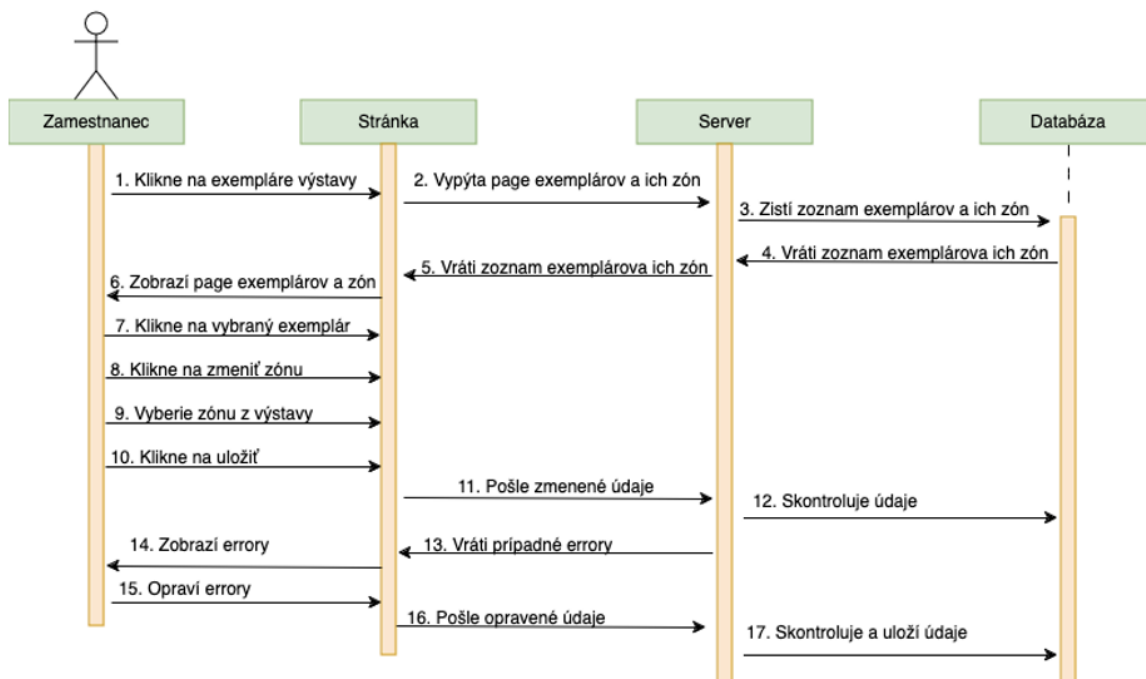 Zamestnanec
Stránka
Server
Databáza
1. Klikne na exempláre výstavy
2. Vypýta page exemplárov a ich zón
3. Zistí zoznam exemplárov a ich zón
4. Vráti zoznam exemplárova ich zón
5. Vráti zoznam exemplárova ich zón
6. Zobrazí page exemplárov a zón
7. Klikne na vybraný exemplár
8. Klikne na zmeniť zónu
9. Vyberie zónu z výstavy
10. Klikne na uložiť
11. Pošle zmenené údaje
12. Skontroluje údaje
13. Vráti prípadné errory
14. Zobrazí errory
15. Opraví errory
16. Pošle opravené údaje
17. Skontroluje a uloží údaje